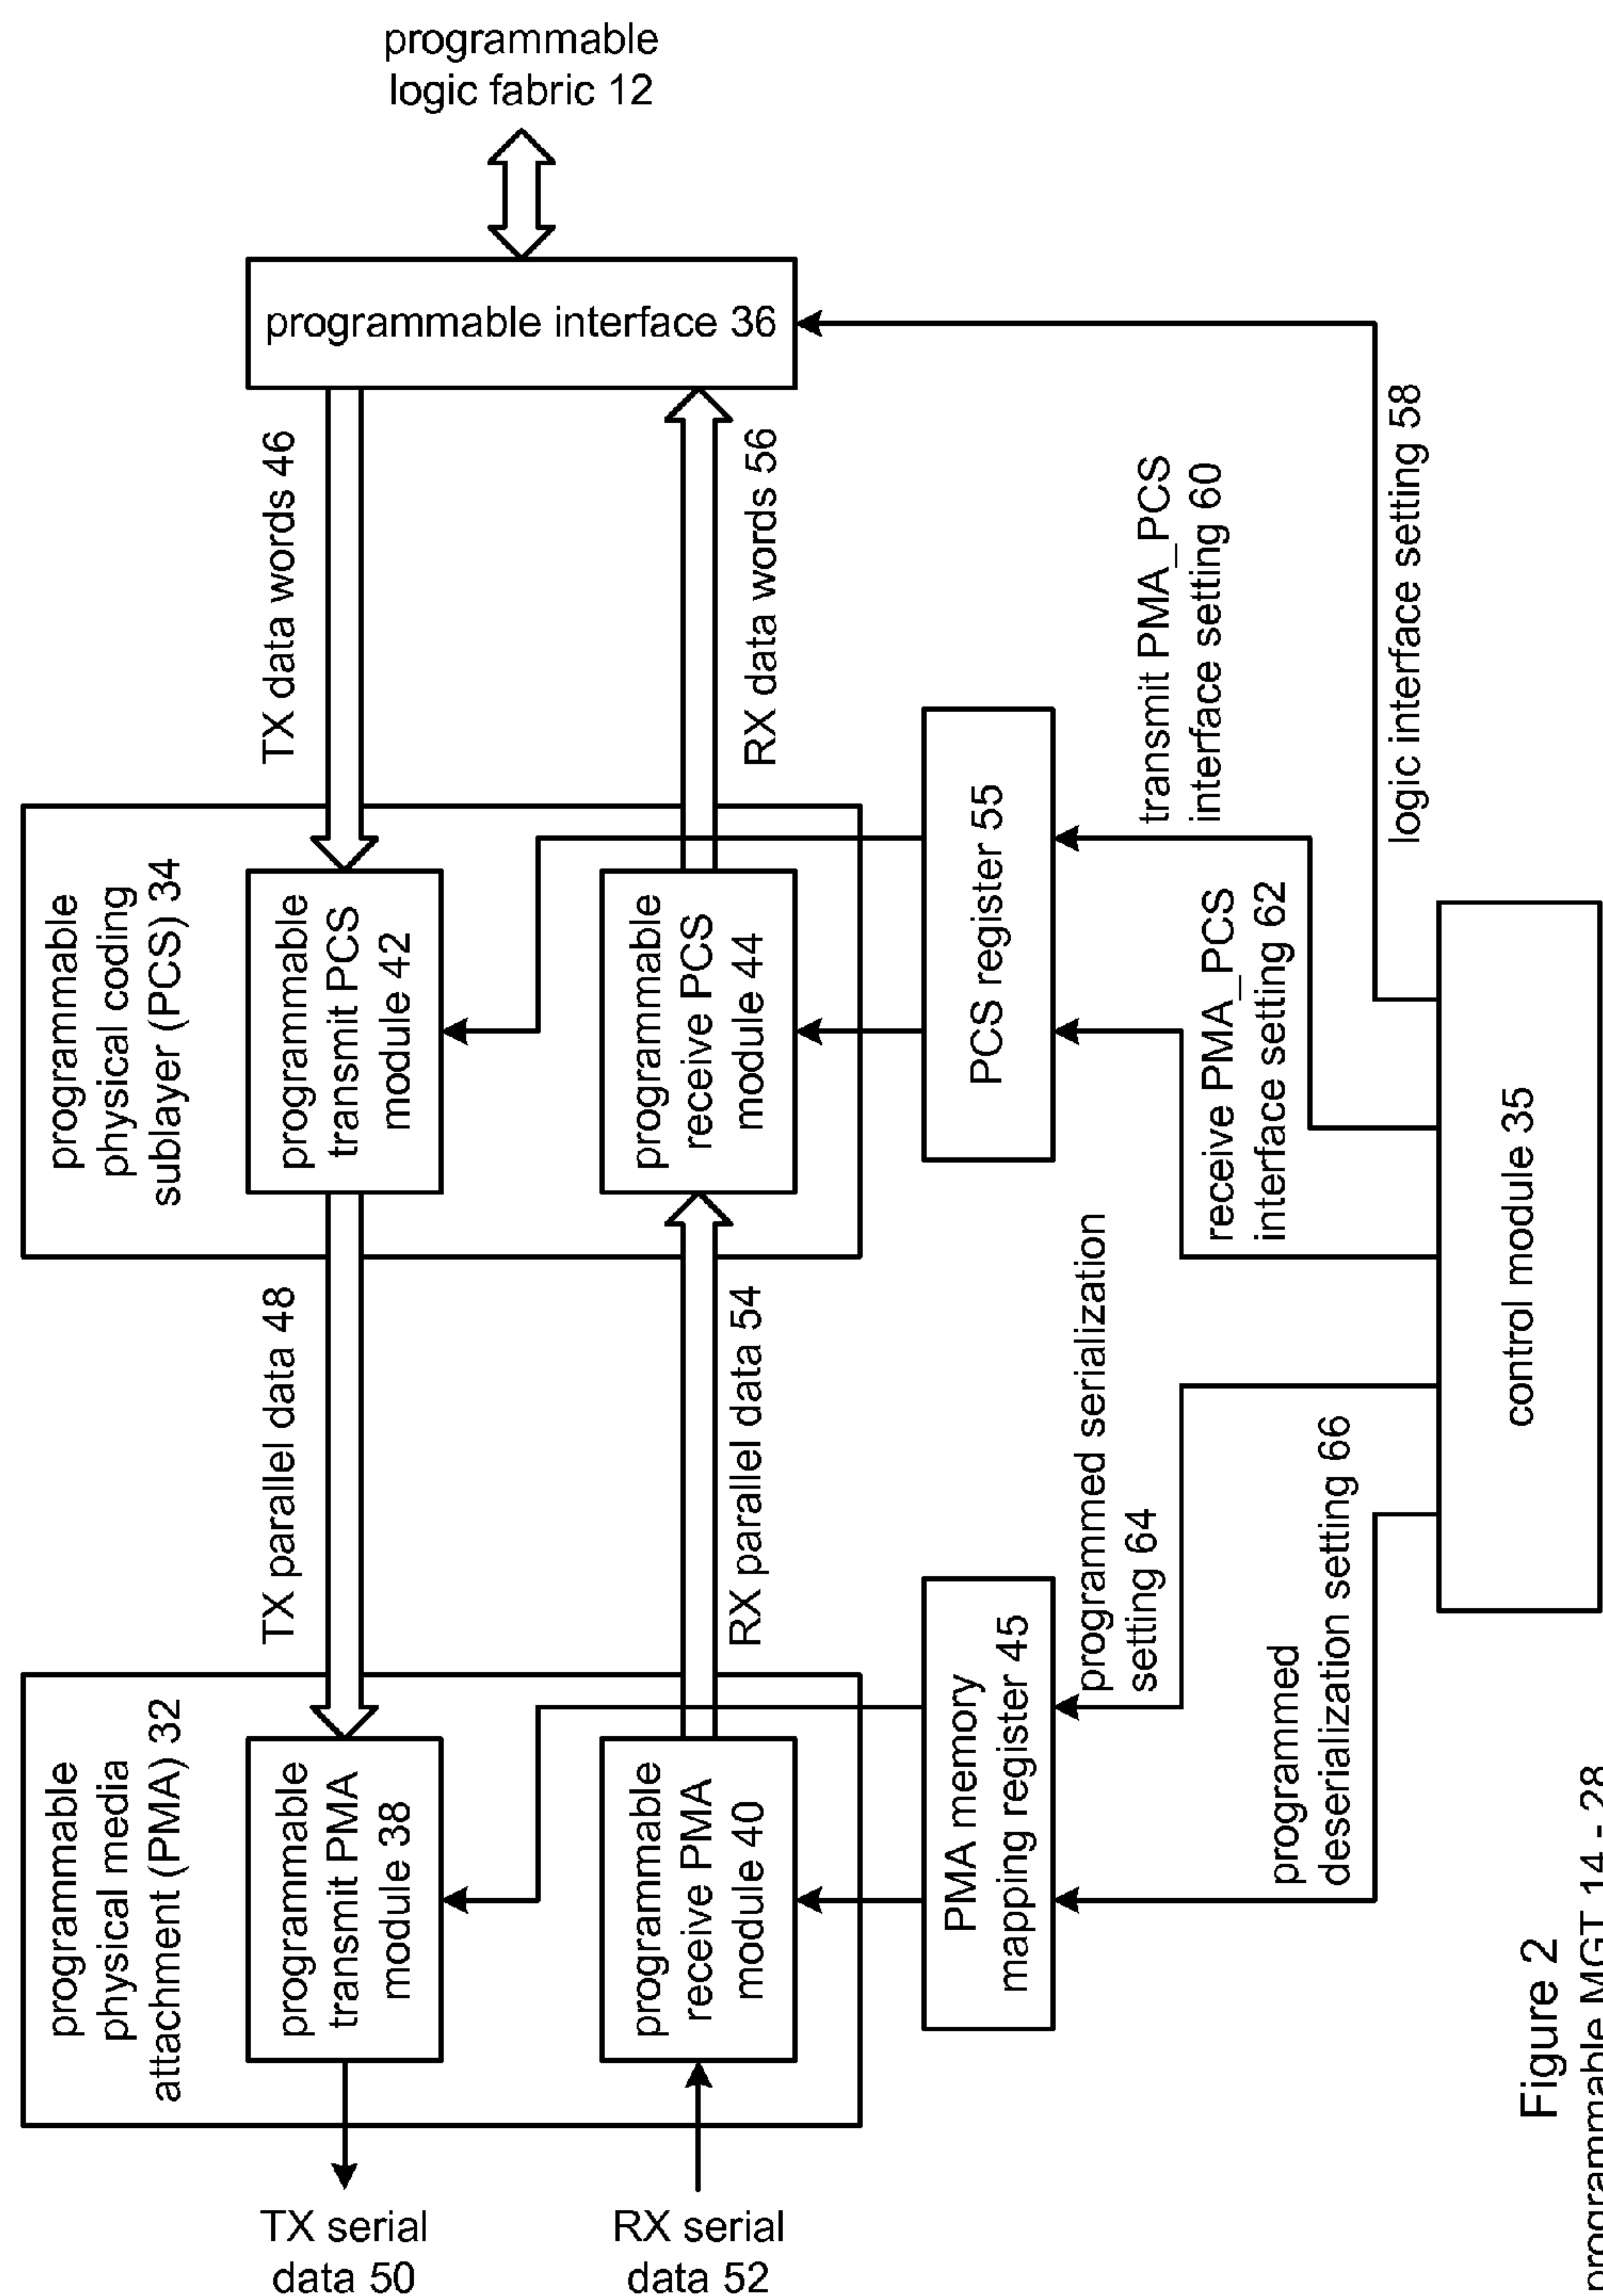 programmable
logic fabric 12
programmable interface 36
TX data words 46
RX data words 56
programmable
physical coding
sublayer (PCS) 34
programmable
transmit PCS
module 42
programmable
receive PCS
module 44
PCS register 55
transmit PMA_PCS
interface setting 60
receive PMA_PCS
interface setting 62
logic interface setting 58
TX parallel data 48
RX parallel data 54
programmable
physical media
attachment (PMA) 32
programmable
transmit PMA
module 38
programmable
receive PMA
module 40
PMA memory
mapping register 45
programmed serialization
setting 64
programmed
deserialization setting 66
control module 35
TX serial
data 50
RX serial
data 52
Figure 2
programmable MGT 14 - 28